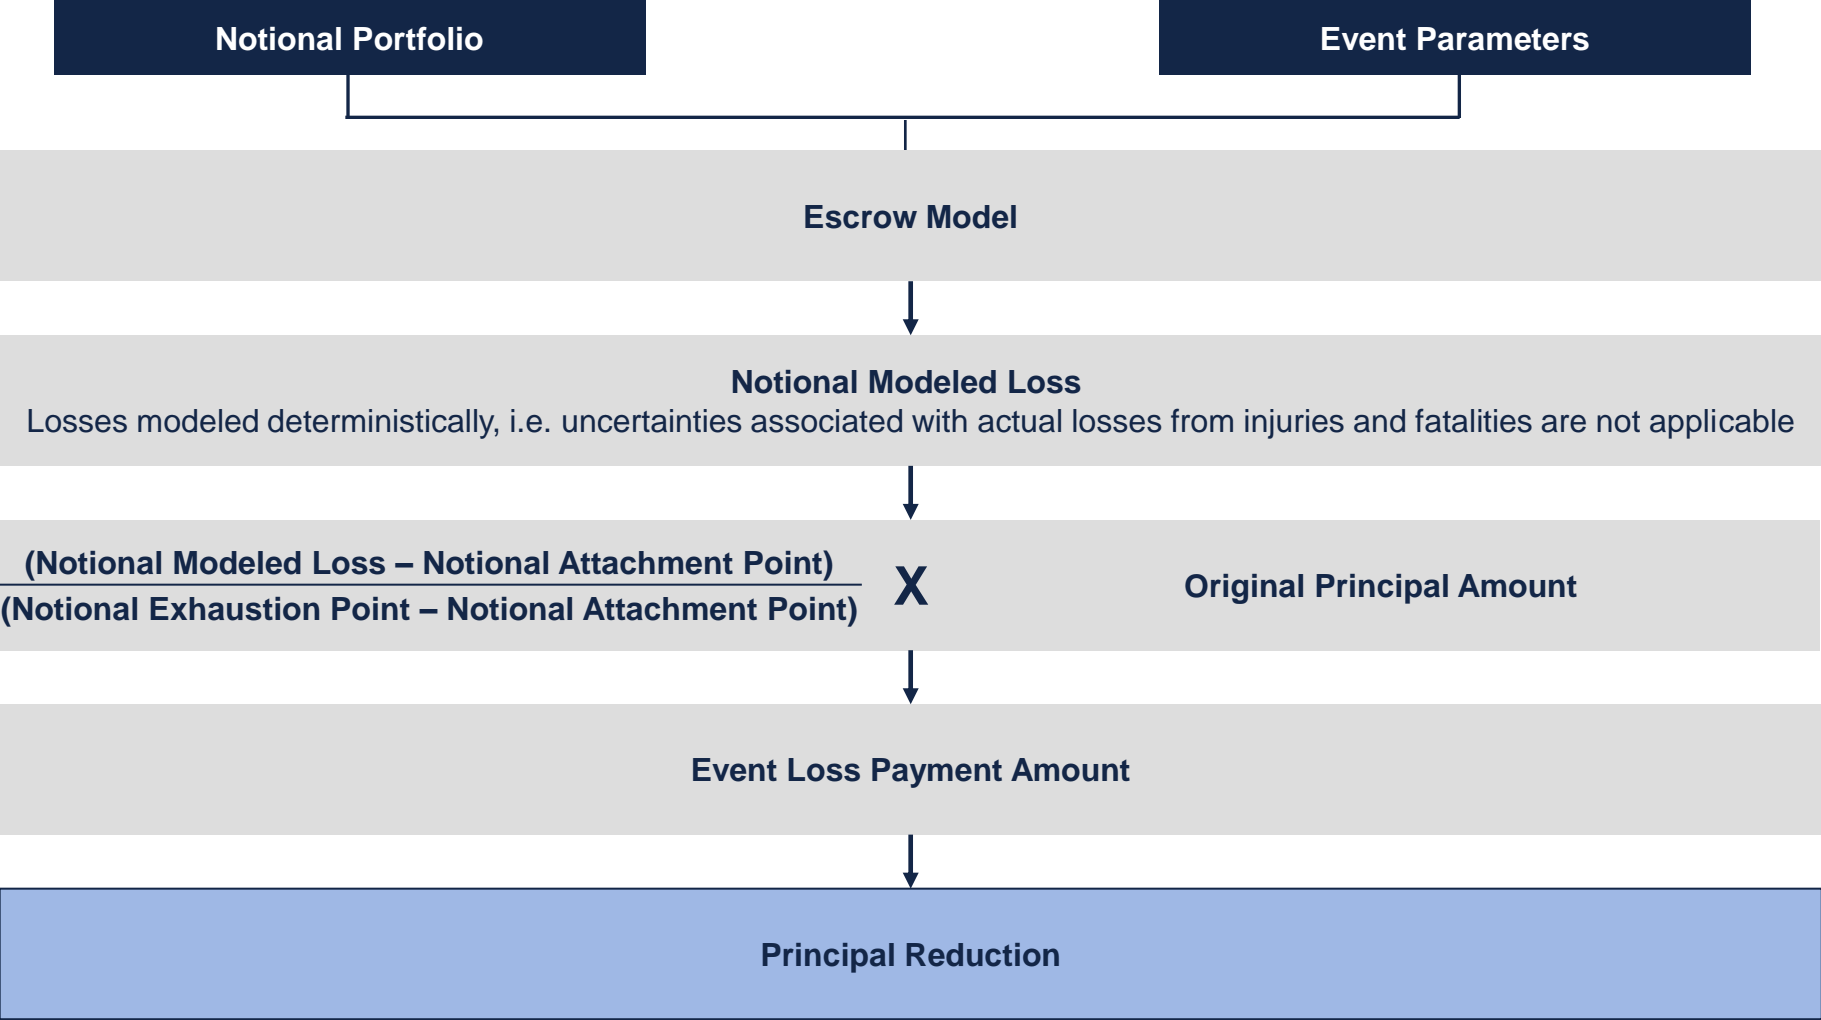 Notional Portfolio
Event Parameters
Escrow Model
Notional Modeled Loss
Losses modeled deterministically, i.e. uncertainties associated with actual losses from injuries and fatalities are not applicable
(Notional Modeled Loss – Notional Attachment Point)
(Notional Exhaustion Point – Notional Attachment Point)
X
Original Principal Amount
Event Loss Payment Amount
Principal Reduction